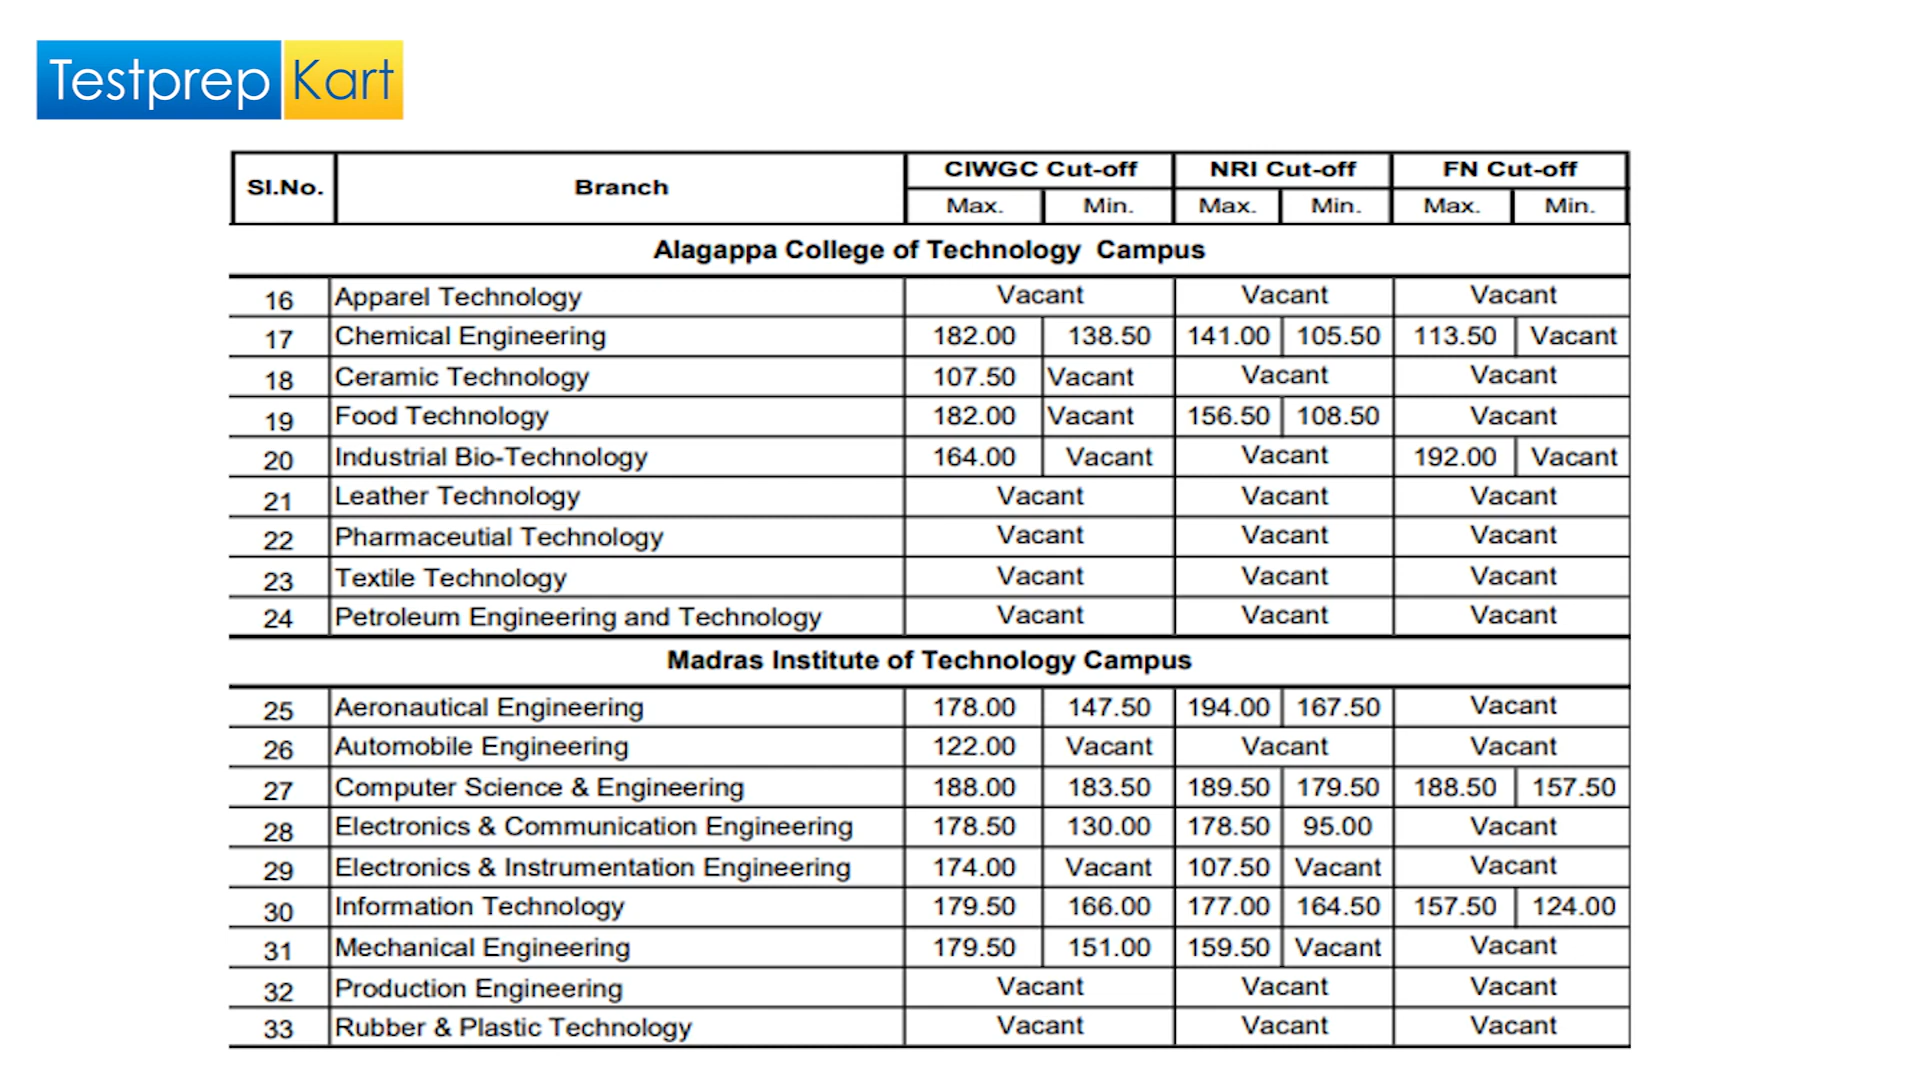 Testprep Kart
Sl.No. Branch CIWGC Cut-off NRI Cut-off FN Cut-off
Max. Min. Max. Min. Max. Min.
Alagappa College of Technology Campus
16 Apparel Technology Vacant Vacant Vacant
17 Chemical Engineering 182.00 138.50 141.00 105.50 113.50 Vacant
18 Ceramic Technology 107.50 Vacant Vacant Vacant
19 Food Technology 182.00 Vacant 156.50 108.50 Vacant
20 Industrial Bio-Technology 164.00 Vacant Vacant 192.00 Vacant
21 Leather Technology Vacant Vacant Vacant
22 Pharmaceutial Technology Vacant Vacant Vacant
23 Textile Technology Vacant Vacant Vacant
24 Petroleum Engineering and Technology Vacant Vacant Vacant
Madras Institute of Technology Campus
25 Aeronautical Engineering 178.00 147.50 194.00 167.50 Vacant
26 Automobile Engineering 122.00 Vacant Vacant Vacant
27 Computer Science & Engineering 188.00 183.50 189.50 179.50 188.50 157.50
28 Electronics & Communication Engineering 178.50 130.00 178.50 95.00 Vacant
29 Electronics & Instrumentation Engineering 174.00 Vacant 107.50 Vacant Vacant
30 Information Technology 179.50 166.00 177.00 164.50 157.50 124.00
31 Mechanical Engineering 179.50 151.00 159.50 Vacant Vacant
32 Production Engineering Vacant Vacant Vacant
33 Rubber & Plastic Technology Vacant Vacant Vacant